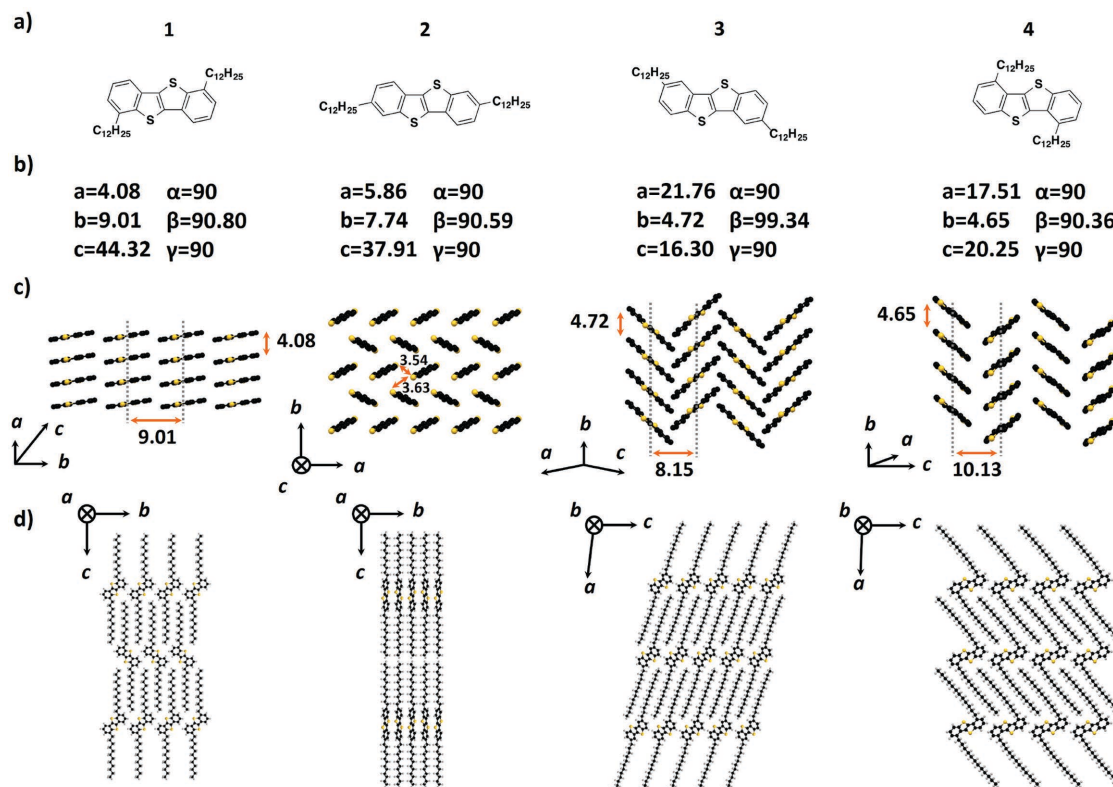 a)
1 2 3 4
S
C12H25
C12H25
S
S
C12H25
C12H25
S
C12H25
S
S
C12H25
C12H25
S
S
C12H25
b)
a=4.08 α=90
b=9.01 β=90.80
c=44.32 γ=90
a=5.86 α=90
b=7.74 β=90.59
c=37.91 γ=90
a=21.76 α=90
b=4.72 β=99.34
c=16.30 γ=90
a=17.51 α=90
b=4.65 β=90.36
c=20.25 γ=90
c)
4.08
9.01
a
c
b
3.54
3.63
b
c
a
4.72
8.15
b
a
c
4.65
10.13
b
a
c
d)
a
b
c
a
b
c
b
c
a
b
c
a